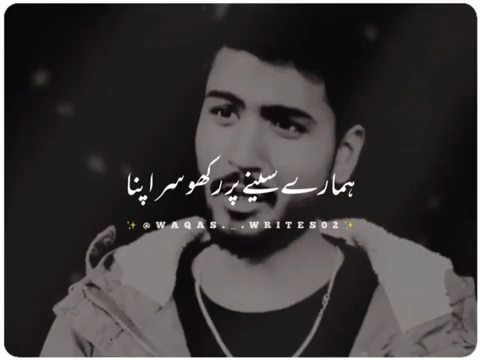 ہمارے سینے پر رکھو سر اپنا
✨@WAQAS._.WRITES02✨